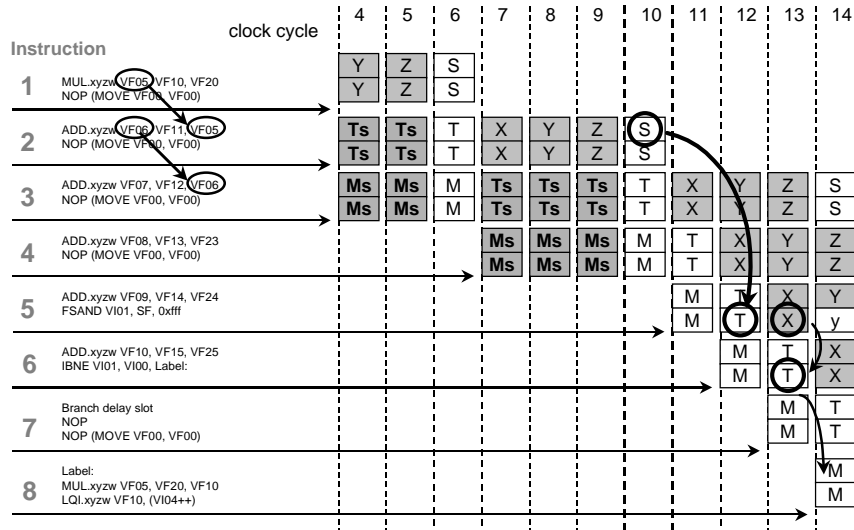 clock cycle 4 5 6 7 8 9 10 11 12 13 14
Instruction
1 MUL.xyzw VF05, VF10, VF20
NOP (MOVE VF00, VF00)
Y Z S
Y Z S
2 ADD.xyzw VF06, VF11, VF05
NOP (MOVE VF00, VF00)
Ts Ts T X Y Z S
Ts Ts T X Y Z S
3 ADD.xyzw VF07, VF12, VF06
NOP (MOVE VF00, VF00)
Ms Ms M Ts Ts Ts T X Y Z S
Ms Ms M Ts Ts Ts T X Y Z S
4 ADD.xyzw VF08, VF13, VF23
NOP (MOVE VF00, VF00)
Ms Ms Ms M T X Y Z
Ms Ms Ms M T X Y Z
5 ADD.xyzw VF09, VF14, VF24
FSAND VI01, SF, 0xfff
M T X Y
M T X y
6 ADD.xyzw VF10, VF15, VF25
IBNE VI01, VI00, Label:
M T X
M T X
7 Branch delay slot
NOP
NOP (MOVE VF00, VF00)
M T
M T
8 Label:
MUL.xyzw VF05, VF20, VF10
LQI.xyzw VF10, (VI04++)
M
M